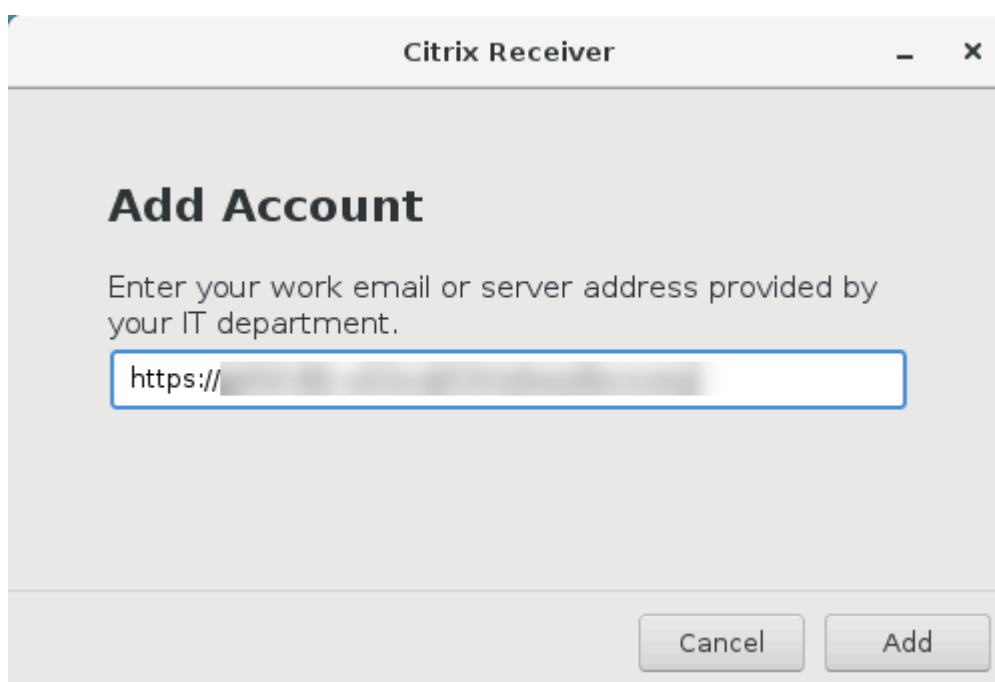 Citrix Receiver
Add Account
Enter your work email or server address provided by
your IT department.
https://
Cancel
Add